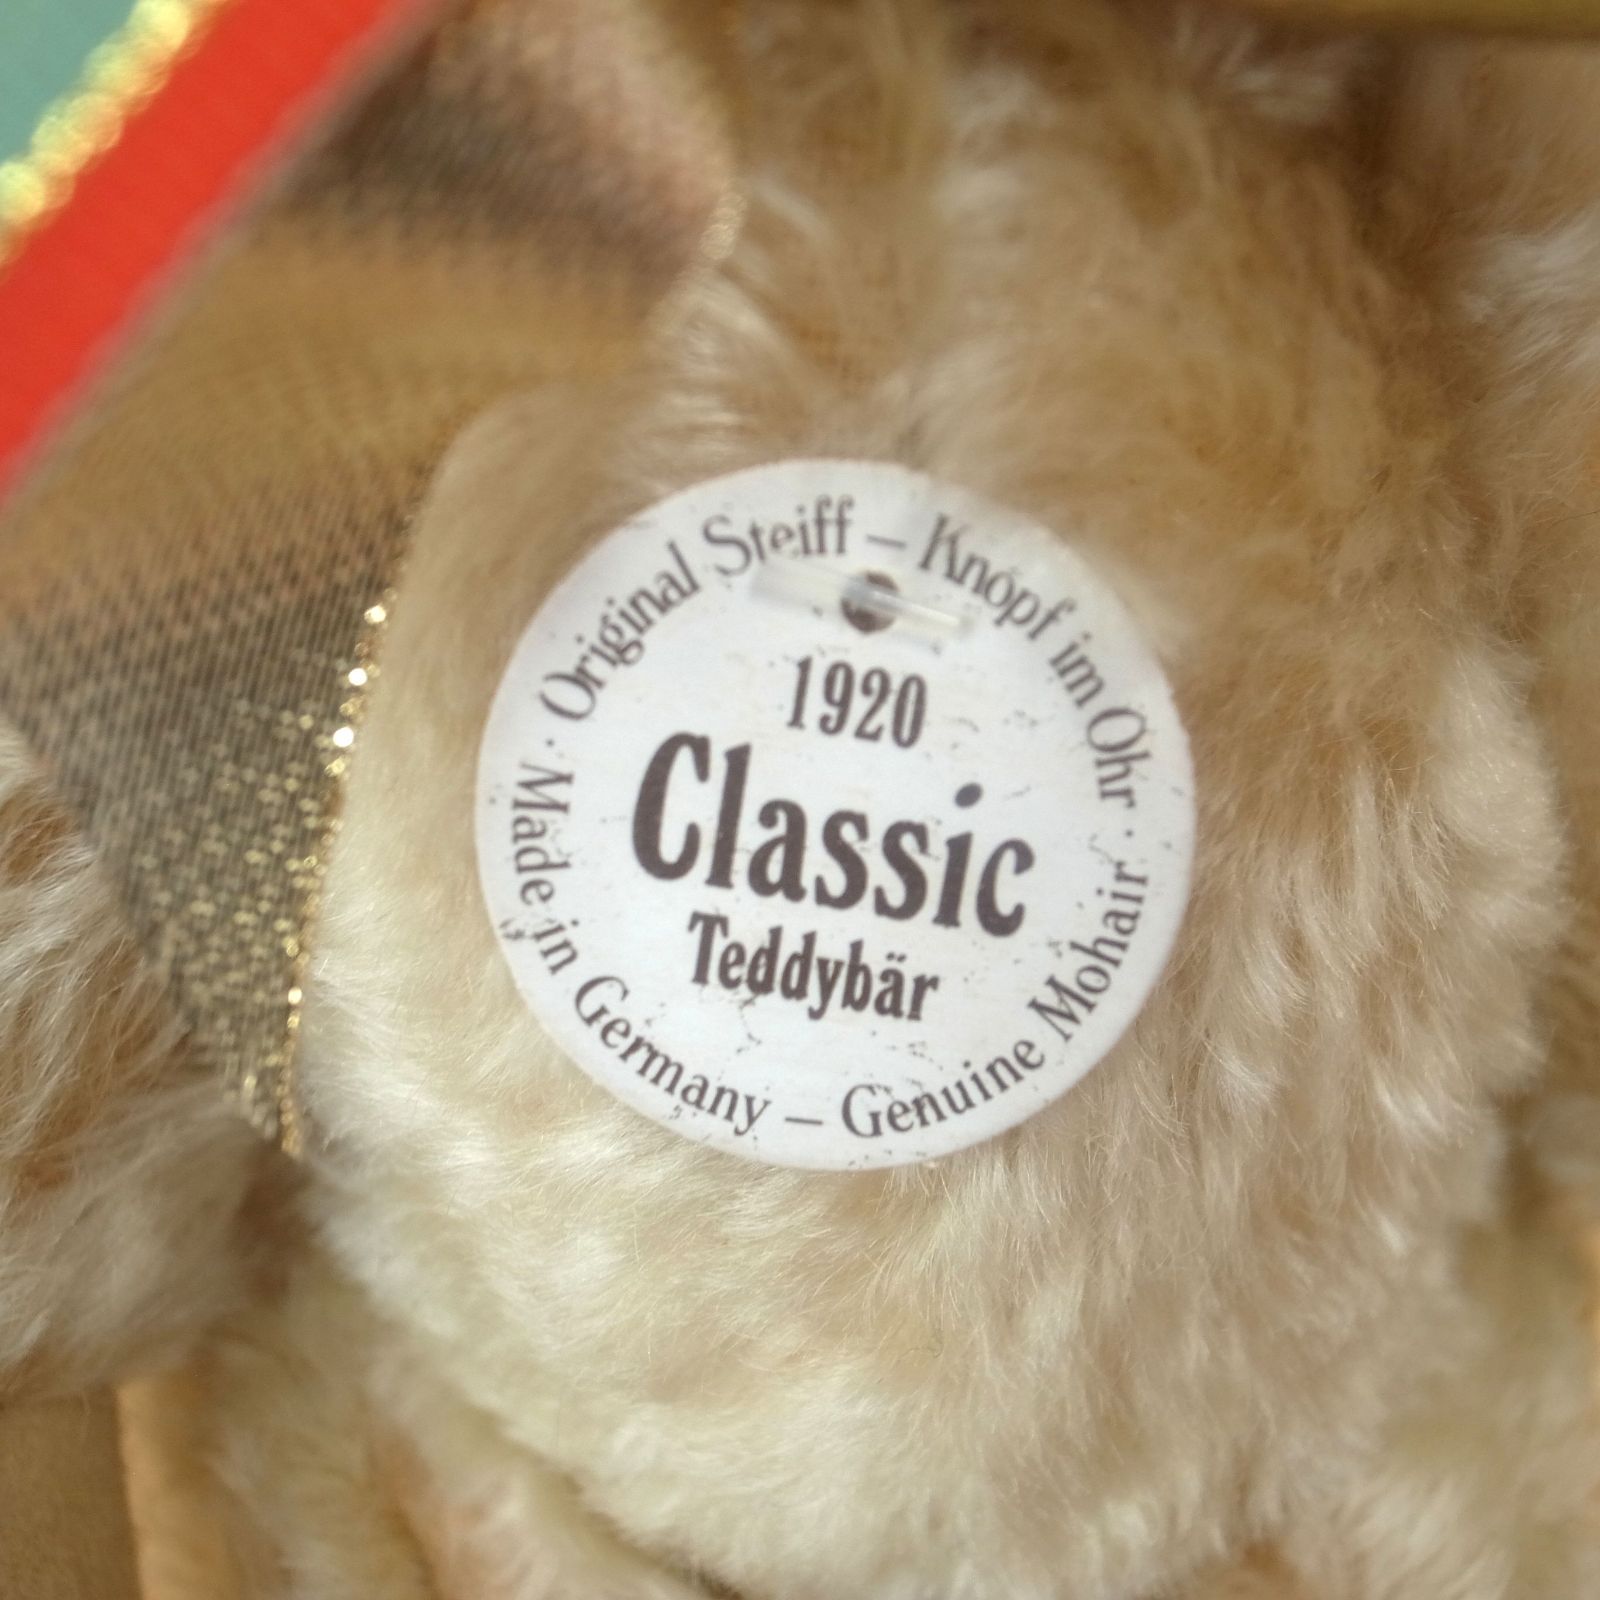 Original Steiff – Knopf im Ohr ·
1920
Classic
Teddybär
Made in Germany – Genuine Mohair ·